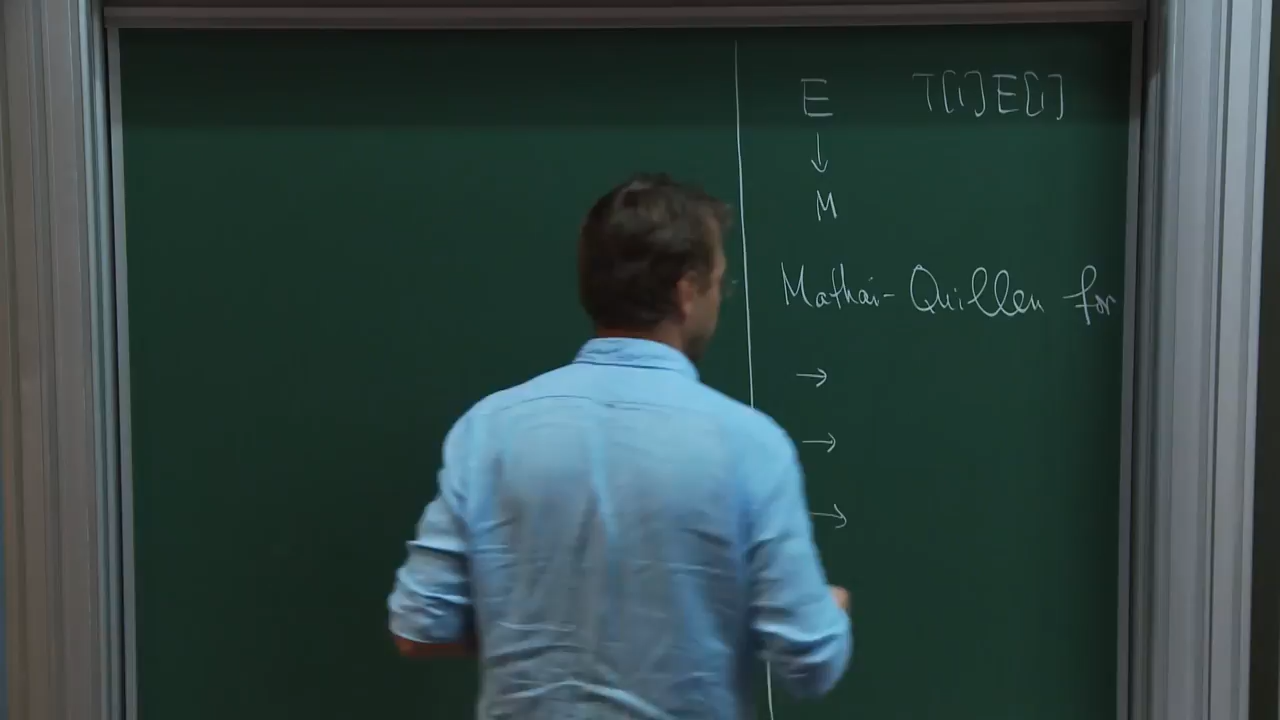 E T[1]E[1]
↓
M
Mathai-Quillen for
→
→
→